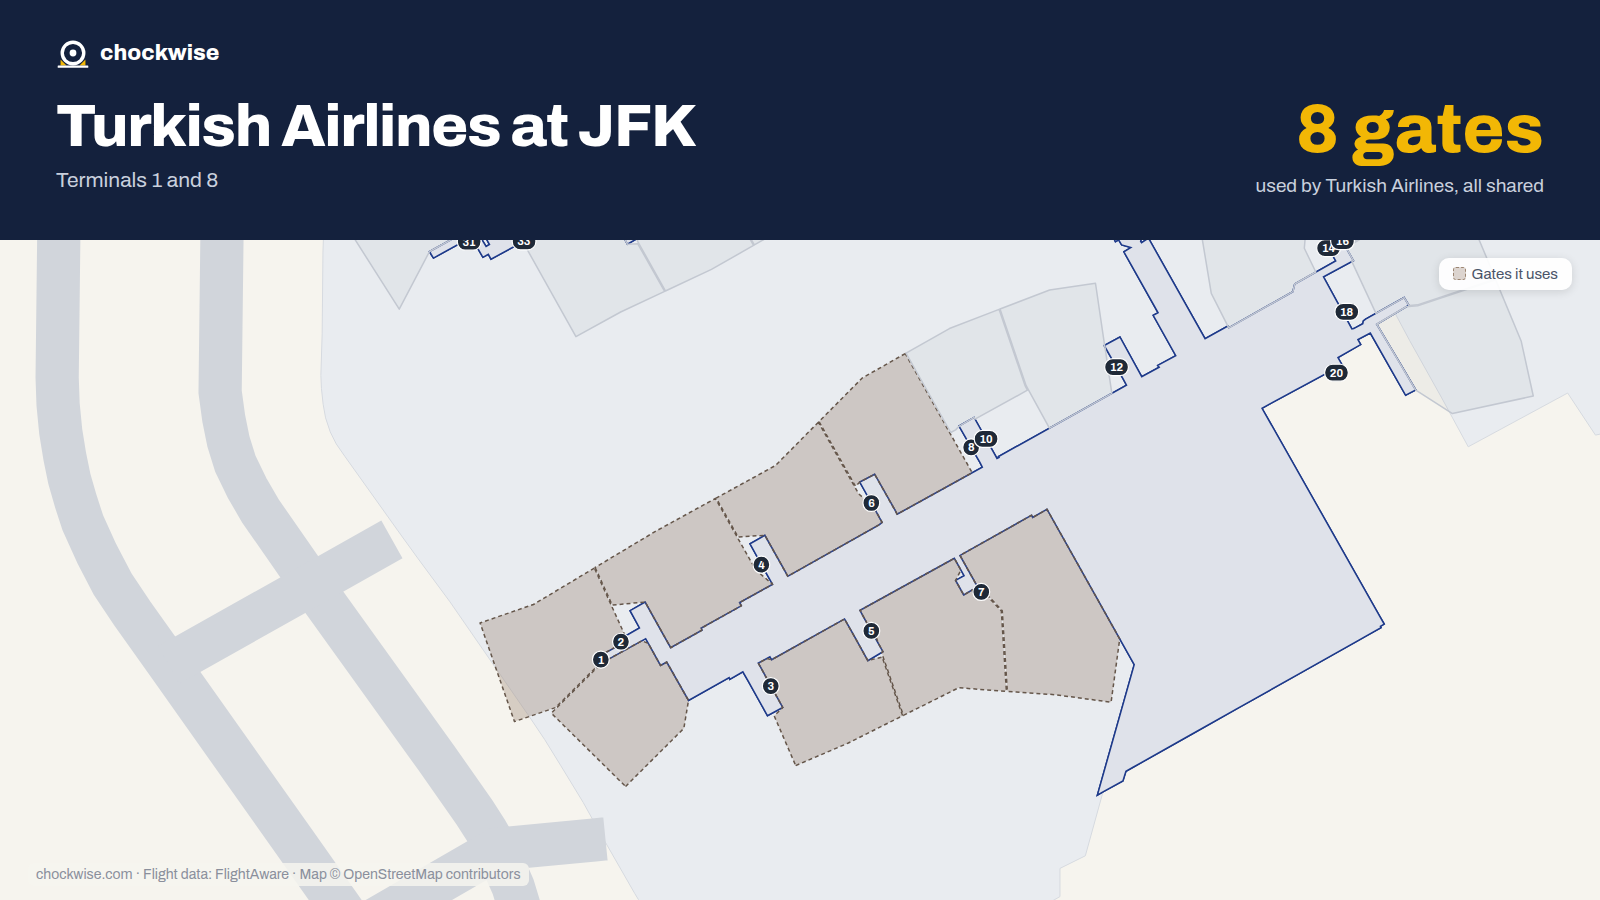 chockwise
Turkish Airlines at JFK
8 gates
Terminals 1 and 8
used by Turkish Airlines, all shared
31
33
14
16
Gates it uses
18
12
20
10
8
6
4
7
5
2
1
3
chockwise.com · Flight data: FlightAware · Map © OpenStreetMap contributors